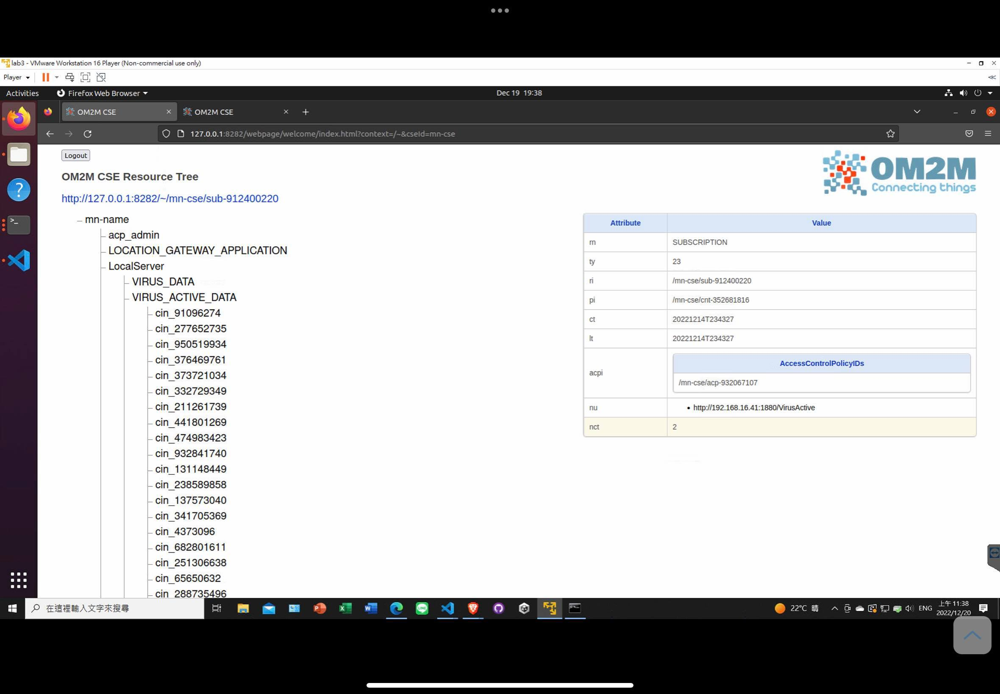 lab3 - VMware Workstation 16 Player (Non-commercial use only)
Player
Activities
Firefox Web Browser
Dec 19 19:38
OM2M CSE
OM2M CSE
127.0.0.1:8282/webpage/welcome/index.html?context=/~&cseId=mn-cse
Logout
OM2M
Connecting things
OM2M CSE Resource Tree
http://127.0.0.1:8282/~/mn-cse/sub-912400220
mn-name
acp_admin
LOCATION_GATEWAY_APPLICATION
LocalServer
VIRUS_DATA
VIRUS_ACTIVE_DATA
cin_91096274
cin_277652735
cin_950519934
cin_376469761
cin_373721034
cin_332729349
cin_211261739
cin_441801269
cin_474983423
cin_932841740
cin_131148449
cin_238589858
cin_137573040
cin_341705369
cin_4373096
cin_682801611
cin_251306638
cin_65650632
cin_288735496
Attribute Value
rn SUBSCRIPTION
ty 23
ri /mn-cse/sub-912400220
pi /mn-cse/cnt-352681816
ct 20221214T234327
lt 20221214T234327
acpi
AccessControlPolicyIDs
/mn-cse/acp-932067107
nu • http://192.168.16.41:1880/VirusActive
nct 2
在這裡輸入文字來搜尋
22°C 晴
ENG
上午 11:38
2022/12/20